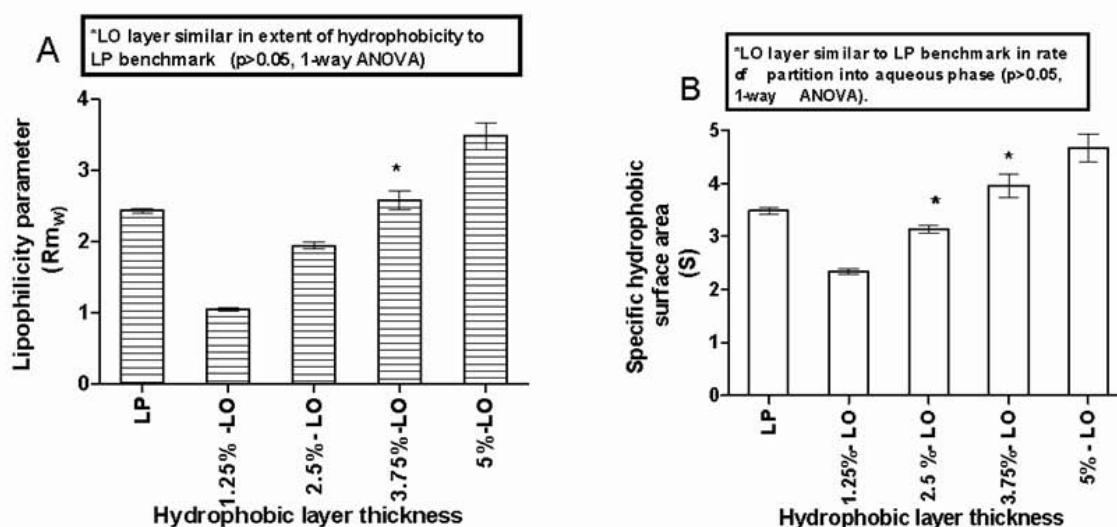 A
*LO layer similar in extent of hydrophobicity to
LP benchmark (p>0.05, 1-way ANOVA)
Lipophilicity parameter
(Rmw)
4
3
2
1
0
*
LP
1.25% -LO
2.5%- LO
3.75%-LO
5%-LO
Hydrophobic layer thickness
B
*LO layer similar to LP benchmark in rate
of partition into aqueous phase (p>0.05,
1-way ANOVA).
Specific hydrophobic
surface area
(S)
5
4
3
2
1
0
*
*
LP
1.25%- LO
2.5 %- LO
3.75%- LO
5% - LO
Hydrophobic layer thickness